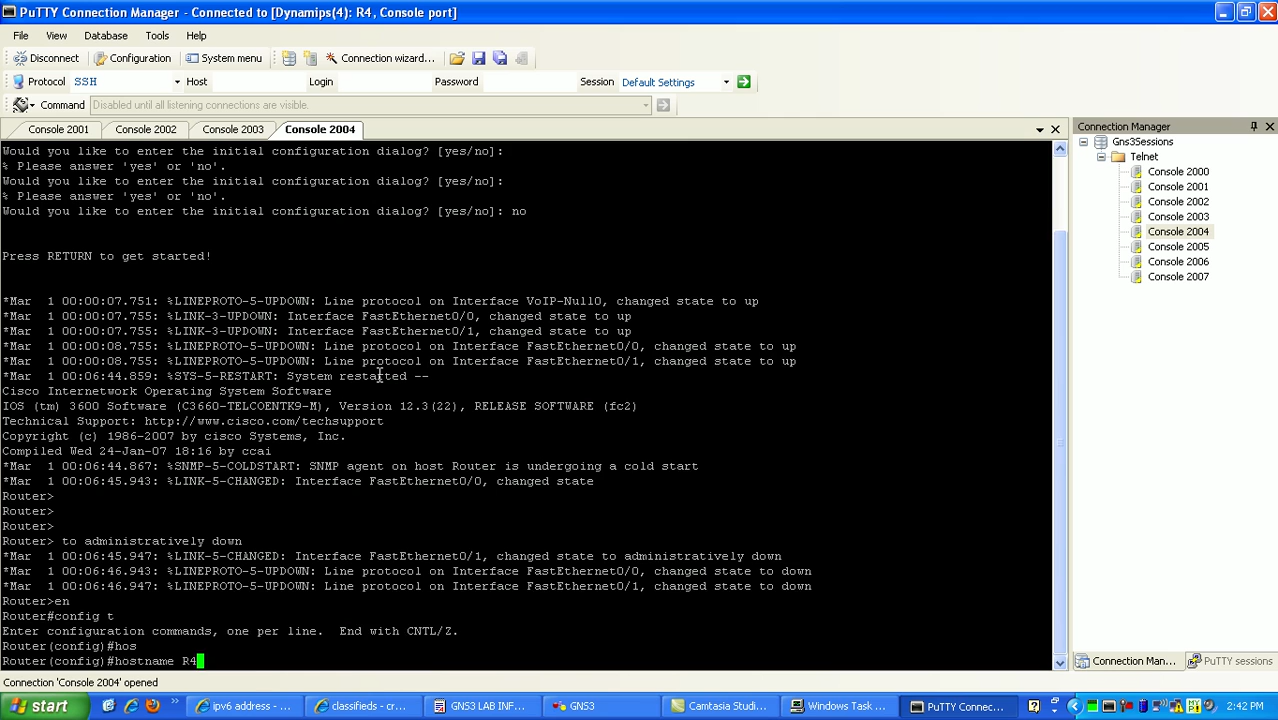 PuTTY Connection Manager - Connected to [Dynamips(4): R4, Console port]
File View Database Tools Help
Disconnect Configuration System menu Connection wizard...
Protocol SSH Host Login Password Session Default Settings
Command Disabled until all listening connections are visible.
Console 2001 Console 2002 Console 2003 Console 2004
Would you like to enter the initial configuration dialog? [yes/no]:
% Please answer 'yes' or 'no'.
Would you like to enter the initial configuration dialog? [yes/no]:
% Please answer 'yes' or 'no'.
Would you like to enter the initial configuration dialog? [yes/no]: no
Press RETURN to get started!
*Mar  1 00:00:07.751: %LINEPROTO-5-UPDOWN: Line protocol on Interface VoIP-Null0, changed state to up
*Mar  1 00:00:07.755: %LINK-3-UPDOWN: Interface FastEthernet0/0, changed state to up
*Mar  1 00:00:07.755: %LINK-3-UPDOWN: Interface FastEthernet0/1, changed state to up
*Mar  1 00:00:08.755: %LINEPROTO-5-UPDOWN: Line protocol on Interface FastEthernet0/0, changed state to up
*Mar  1 00:00:08.755: %LINEPROTO-5-UPDOWN: Line protocol on Interface FastEthernet0/1, changed state to up
*Mar  1 00:06:44.859: %SYS-5-RESTART: System restarted --
Cisco Internetwork Operating System Software
IOS (tm) 3600 Software (C3660-TELCOENTK9-M), Version 12.3(22), RELEASE SOFTWARE (fc2)
Technical Support: http://www.cisco.com/techsupport
Copyright (c) 1986-2007 by cisco Systems, Inc.
Compiled Wed 24-Jan-07 18:16 by ccai
*Mar  1 00:06:44.867: %SNMP-5-COLDSTART: SNMP agent on host Router is undergoing a cold start
*Mar  1 00:06:45.943: %LINK-5-CHANGED: Interface FastEthernet0/0, changed state
Router>
Router>
Router>
Router> to administratively down
*Mar  1 00:06:45.947: %LINK-5-CHANGED: Interface FastEthernet0/1, changed state to administratively down
*Mar  1 00:06:46.943: %LINEPROTO-5-UPDOWN: Line protocol on Interface FastEthernet0/0, changed state to down
*Mar  1 00:06:46.947: %LINEPROTO-5-UPDOWN: Line protocol on Interface FastEthernet0/1, changed state to down
Router>en
Router#config t
Enter configuration commands, one per line.  End with CNTL/Z.
Router(config)#hos
Router(config)#hostname R4
Connection Manager
Gns3Sessions
Telnet
Console 2000
Console 2001
Console 2002
Console 2003
Console 2004
Console 2005
Console 2006
Console 2007
Connection Man... PuTTY sessions
Connection 'Console 2004' opened
start ipv6 address - ... classifieds - cr... GNS3 LAB INF... GNS3 Camtasia Studi... Windows Task ... PuTTY Connec... 2:42 PM